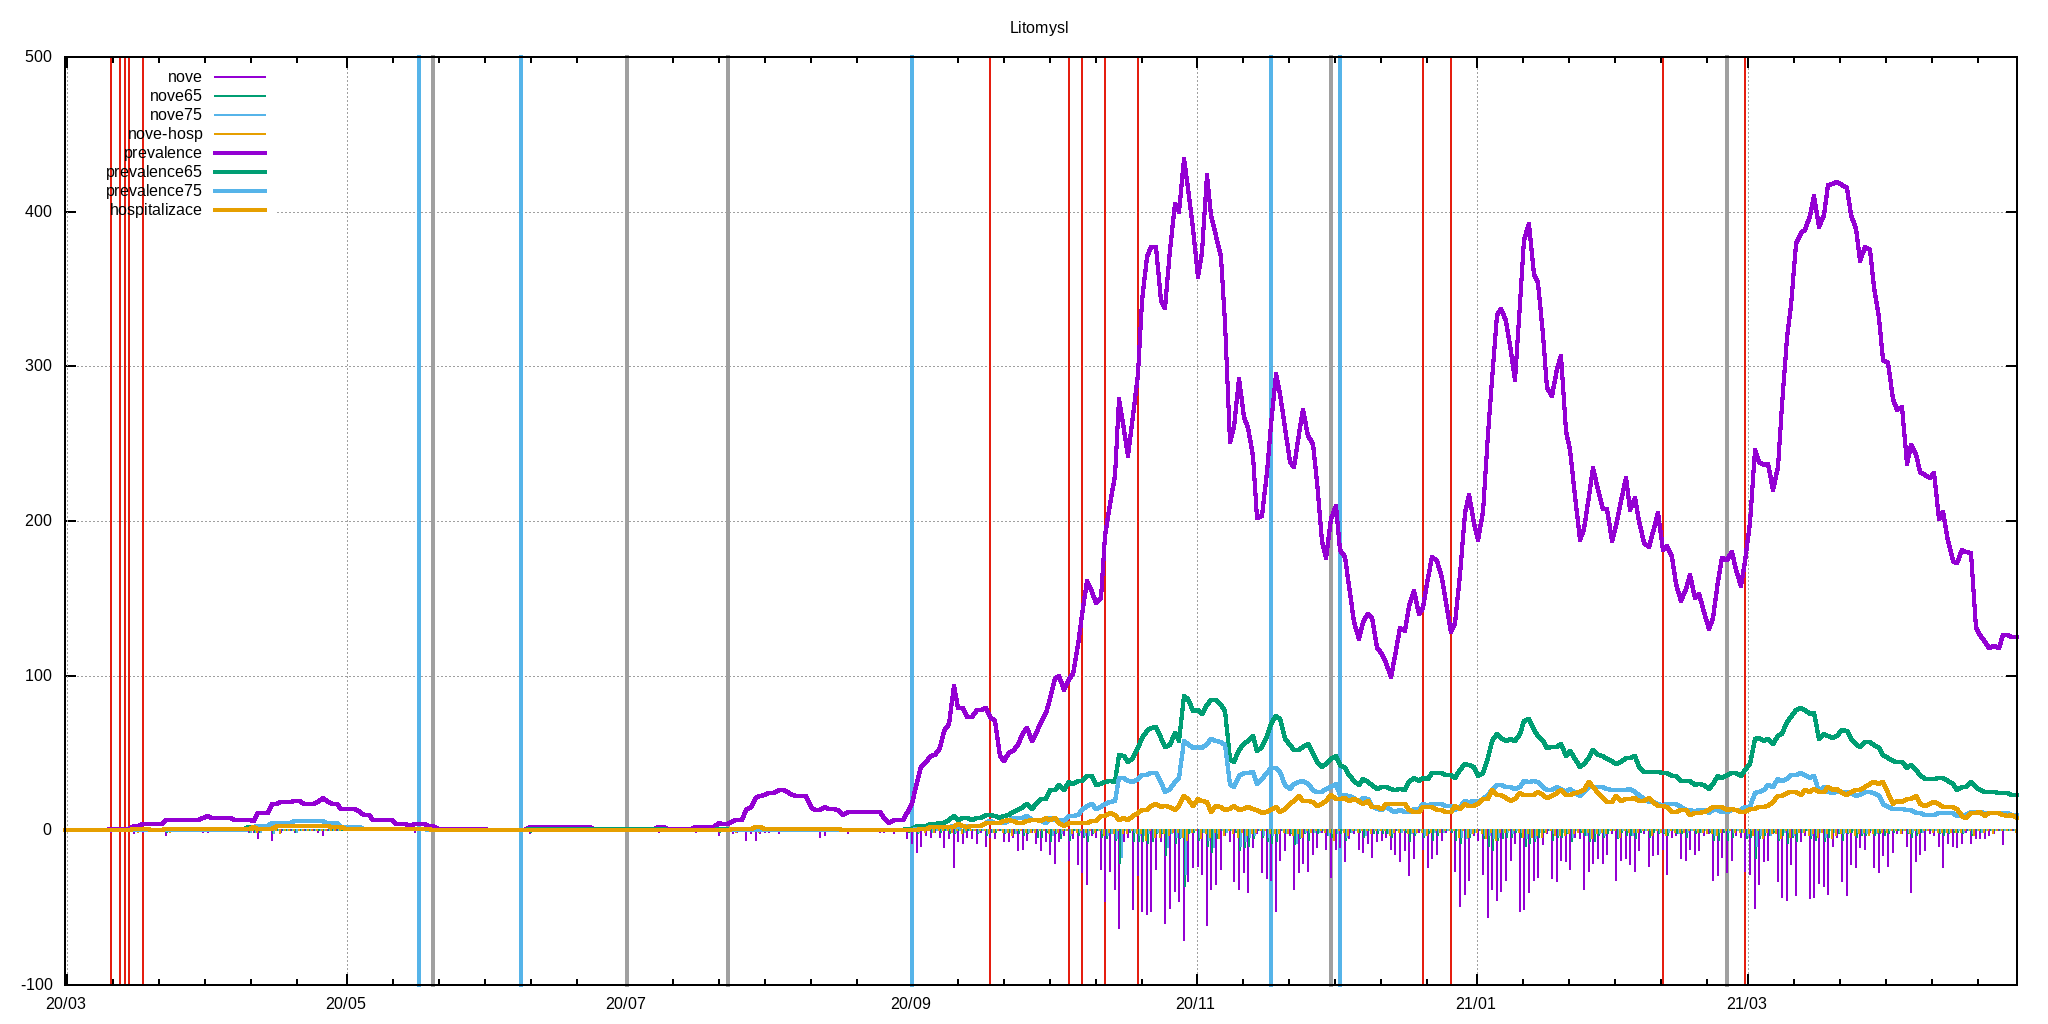 Litomysl
500
400
300
200
100
0
-100
nove
nove65
nove75
nove-hosp
prevalence
prevalence65
prevalence75
hospitalizace
20/03 20/05 20/07 20/09 20/11 21/01 21/03